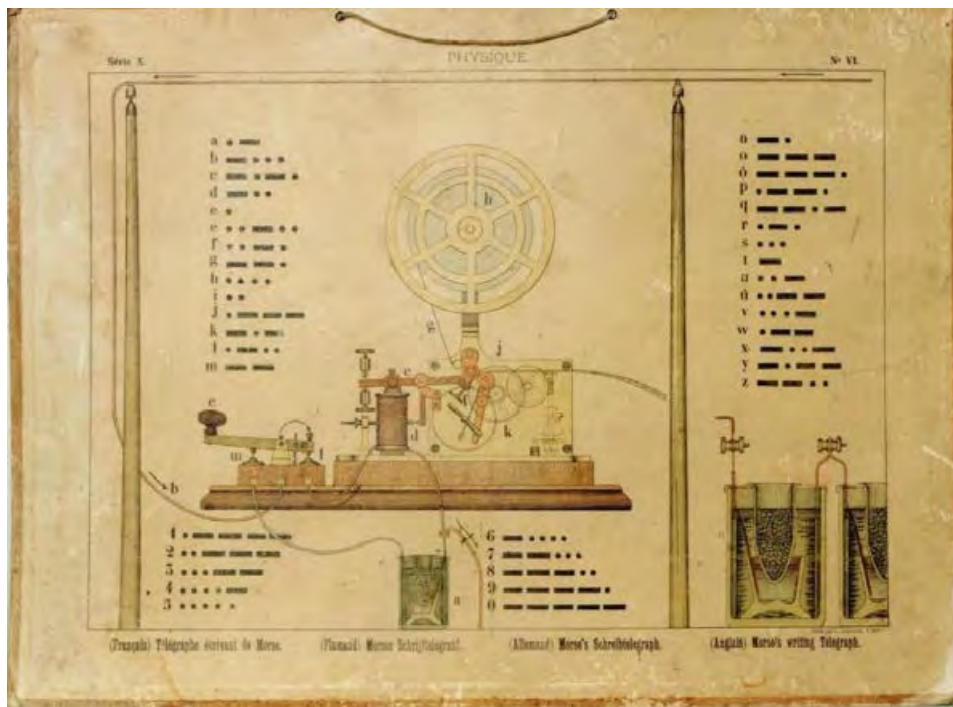 PHYSIQUE
Série X.
Nº VI.
a
b
c
d
e
é
f
g
h
i
j
k
l
m
n
o
ö
p
q
r
s
t
u
ü
v
w
x
y
z
h
g
j
e
d
k
c
m
l
b
a
1
2
3
4
5
6
7
8
9
0
(Français) Télégraphe écrivant de Morse.
(Flamand) Morses Schrijftelegraaf.
(Allemand) Morse's Schreibtelegraph.
(Anglais) Morse's writing Telegraph.